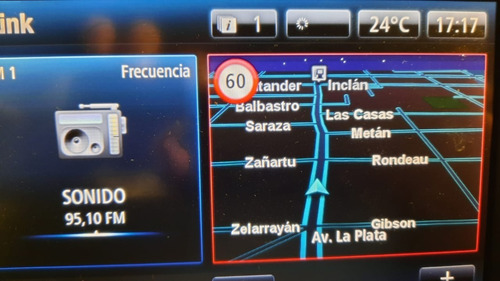 ink
1
24°C
17:17
M 1
Frecuencia
SONIDO
95,10 FM
60
tander
Inclán
Balbastro
Las Casas
Saraza
Metán
Zañartu
Rondeau
Zelarrayán
Gibson
Av. La Plata
+